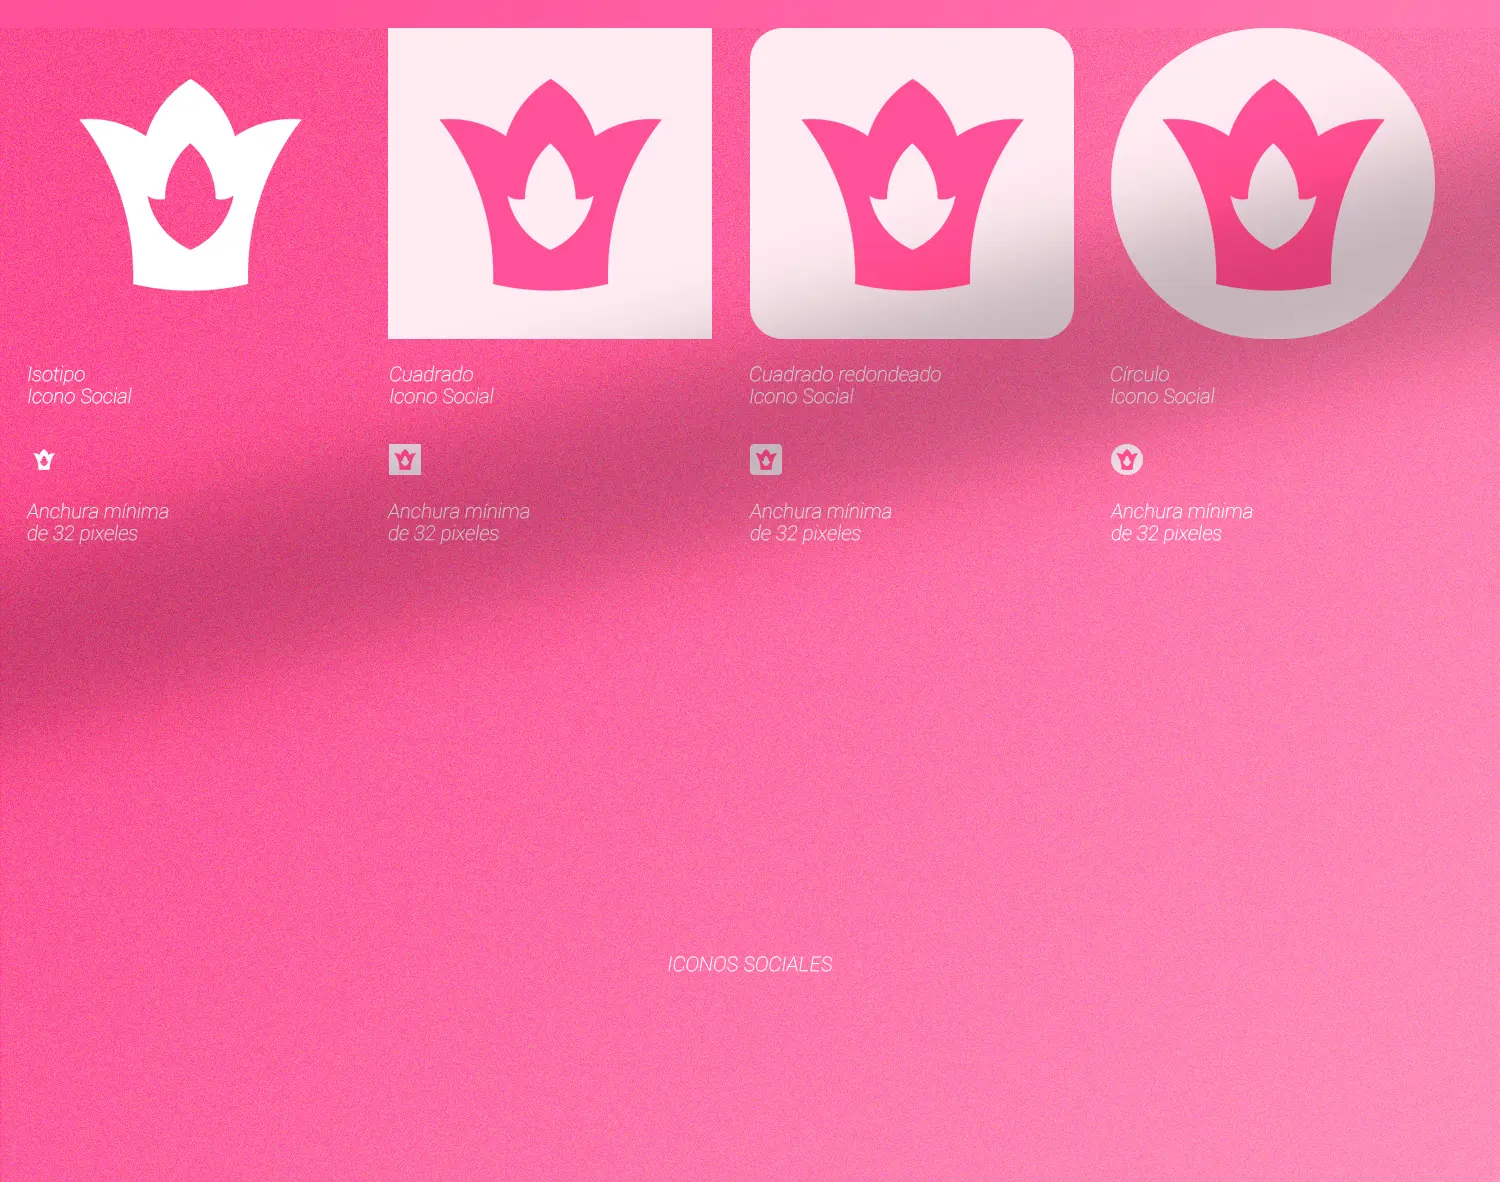 Isotipo
Icono Social
Cuadrado
Icono Social
Cuadrado redondeado
Icono Social
Círculo
Icono Social
Anchura mínima
de 32 pixeles
Anchura mínima
de 32 pixeles
Anchura mínima
de 32 pixeles
Anchura mínima
de 32 pixeles
ICONOS SOCIALES